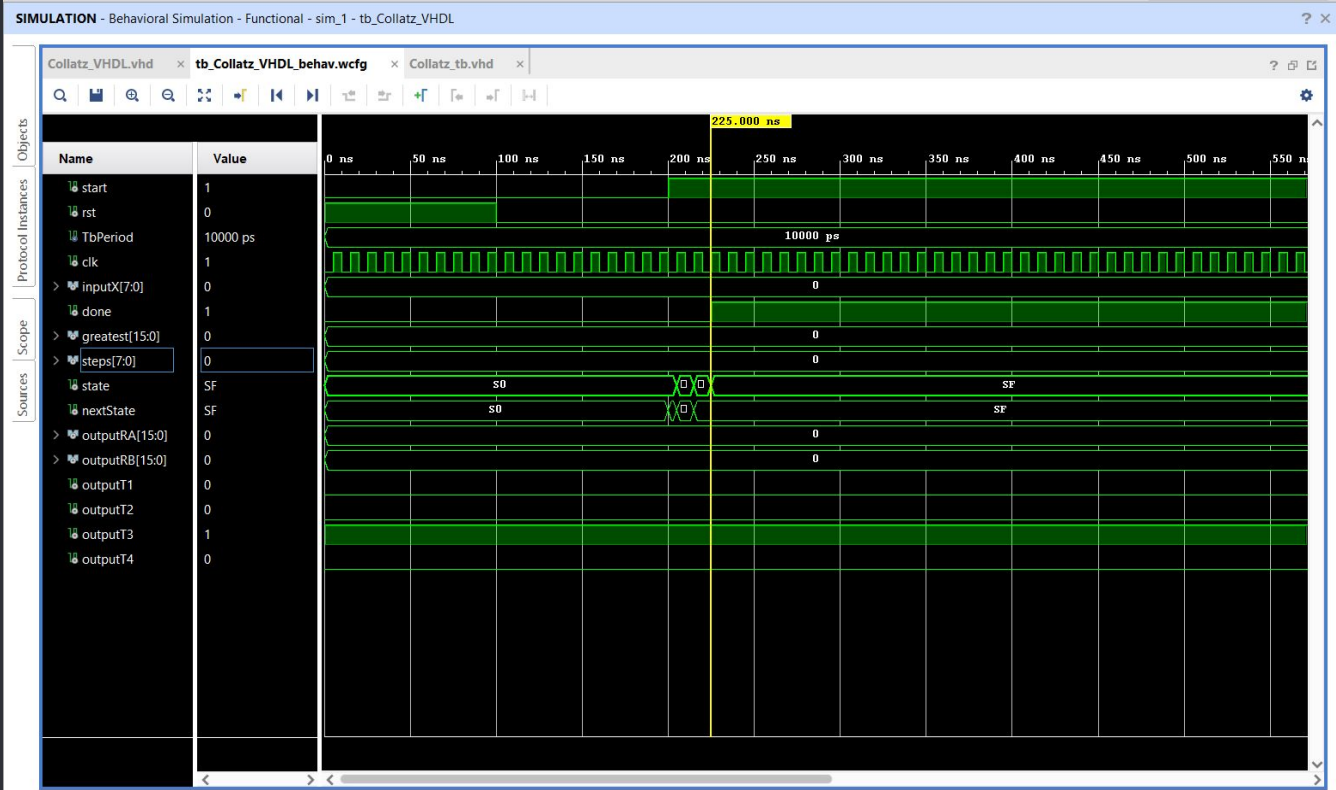 SIMULATION - Behavioral Simulation - Functional - sim_1 - tb_Collatz_VHDL
Collatz_VHDL.vhd
tb_Collatz_VHDL_behav.wcfg
Collatz_tb.vhd
Objects
Protocol Instances
Scope
Sources
225.000 ns
Name Value
0 ns 50 ns 100 ns 150 ns 200 ns 250 ns 300 ns 350 ns 400 ns 450 ns 500 ns 550 n
start 1
rst 0
TbPeriod 10000 ps 10000 ps
clk 1
inputX[7:0] 0 0
done 1
greatest[15:0] 0 0
steps[7:0] 0 0
state SF S0 SF
nextState SF S0 SF
outputRA[15:0] 0 0
outputRB[15:0] 0 0
outputT1 0
outputT2 0
outputT3 1
outputT4 0